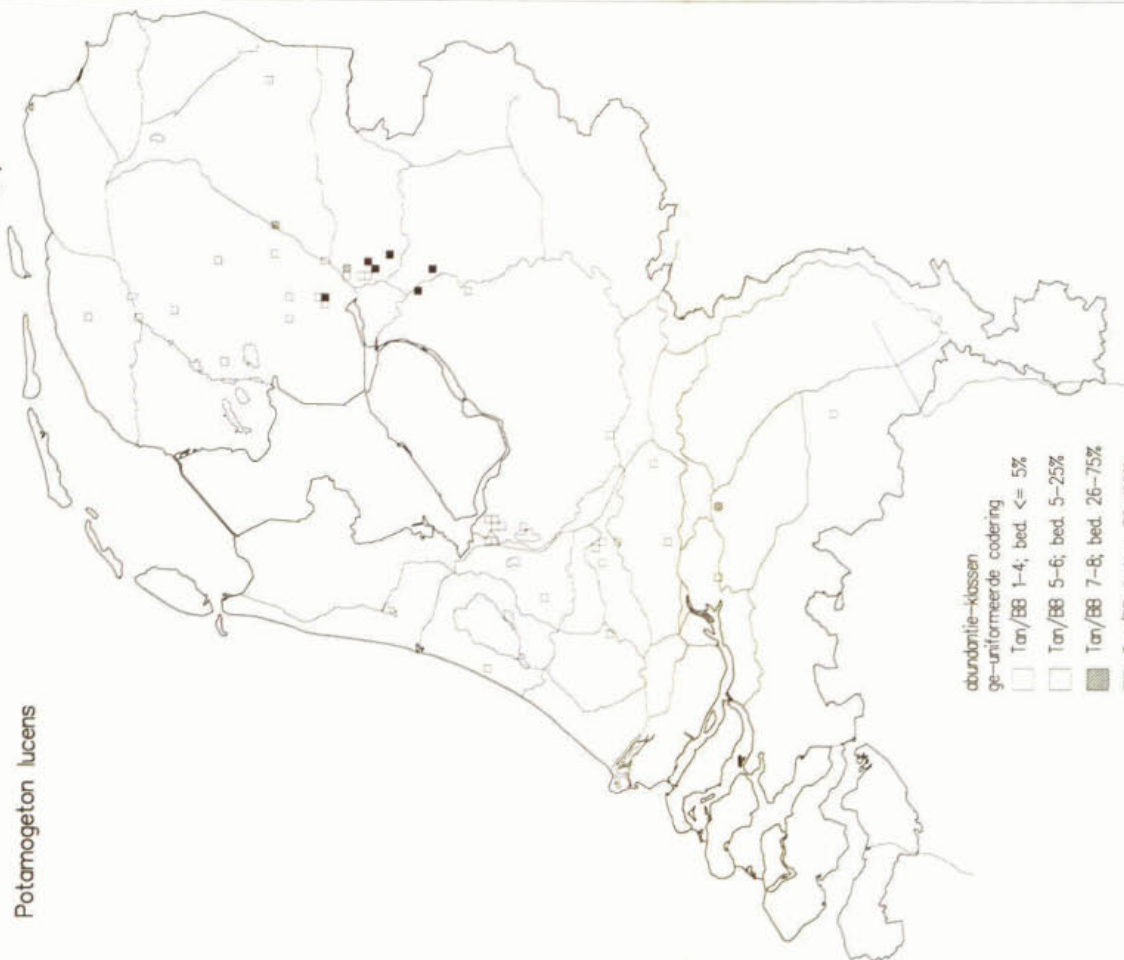 Potamogeton lucens
abundantie-klassen
ge-uniformeerde codering
Tan/BB 1-4; bed. <= 5%
Tan/BB 5-6; bed. 5-25%
Tan/BB 7-8; bed. 26-75%